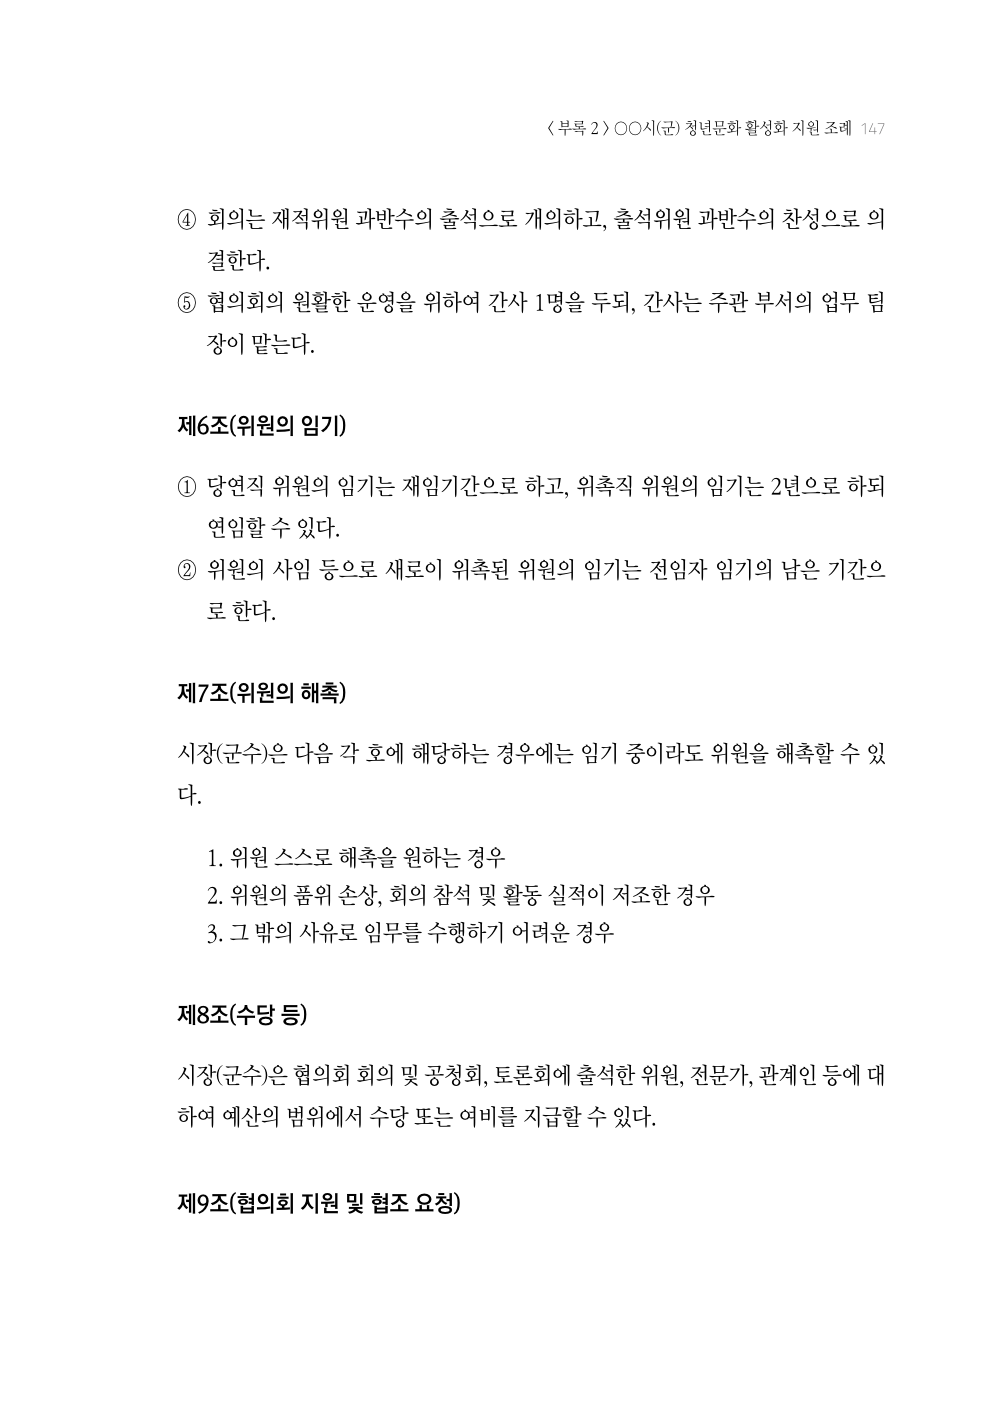 〈 부록 2 〉 ○○시(군) 청년문화 활성화 지원 조례 147
④ 회의는 재적위원 과반수의 출석으로 개의하고, 출석위원 과반수의 찬성으로 의
결한다.
⑤ 협의회의 원활한 운영을 위하여 간사 1명을 두되, 간사는 주관 부서의 업무 팀
장이 맡는다.
제6조(위원의 임기)
① 당연직 위원의 임기는 재임기간으로 하고, 위촉직 위원의 임기는 2년으로 하되
연임할 수 있다.
② 위원의 사임 등으로 새로이 위촉된 위원의 임기는 전임자 임기의 남은 기간으
로 한다.
제7조(위원의 해촉)
시장(군수)은 다음 각 호에 해당하는 경우에는 임기 중이라도 위원을 해촉할 수 있
다.
1. 위원 스스로 해촉을 원하는 경우
2. 위원의 품위 손상, 회의 참석 및 활동 실적이 저조한 경우
3. 그 밖의 사유로 임무를 수행하기 어려운 경우
제8조(수당 등)
시장(군수)은 협의회 회의 및 공청회, 토론회에 출석한 위원, 전문가, 관계인 등에 대
하여 예산의 범위에서 수당 또는 여비를 지급할 수 있다.
제9조(협의회 지원 및 협조 요청)